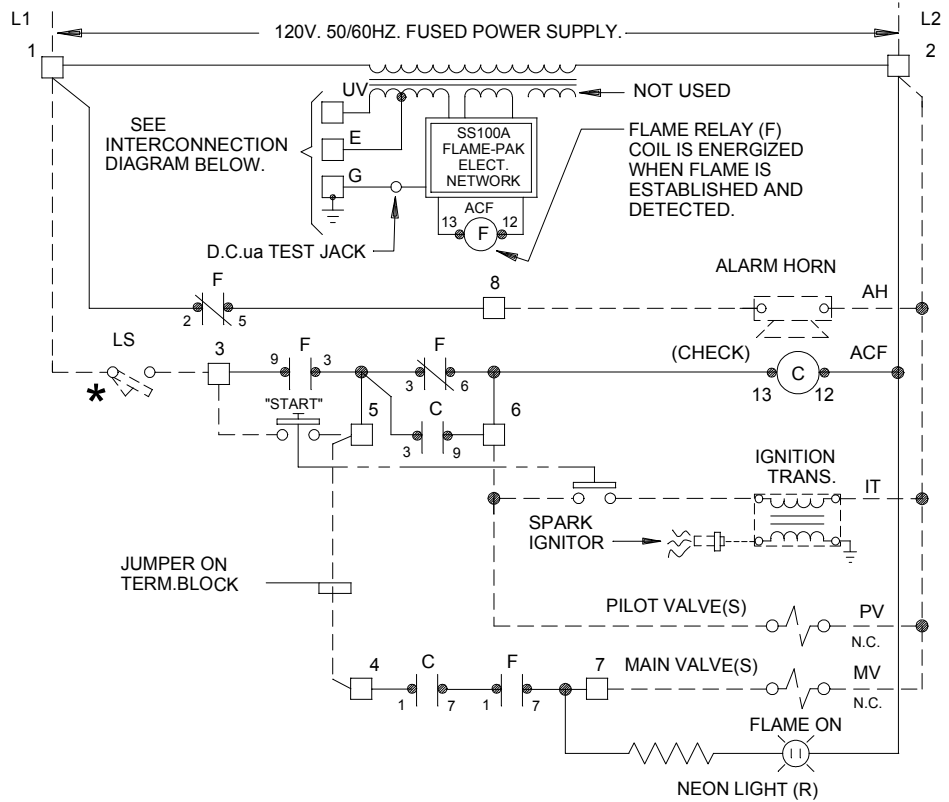 L1
L2
120V. 50/60HZ. FUSED POWER SUPPLY.
1
2
UV
NOT USED
SEE
INTERCONNECTION
DIAGRAM BELOW.
E
G
SS100A
FLAME-PAK
ELECT.
NETWORK
FLAME RELAY (F)
COIL IS ENERGIZED
WHEN FLAME IS
ESTABLISHED AND
DETECTED.
ACF
13
F
12
D.C.ua TEST JACK
ALARM HORN
F
2
5
8
AH
LS
*
3
F
9
3
F
3
6
(CHECK)
C
13
12
ACF
"START"
5
C
3
9
6
IGNITION
TRANS.
IT
SPARK
IGNITOR
JUMPER ON
TERM.BLOCK
PILOT VALVE(S)
PV
N.C.
4
C
1
7
F
1
7
7
MAIN VALVE(S)
MV
N.C.
FLAME ON
NEON LIGHT (R)